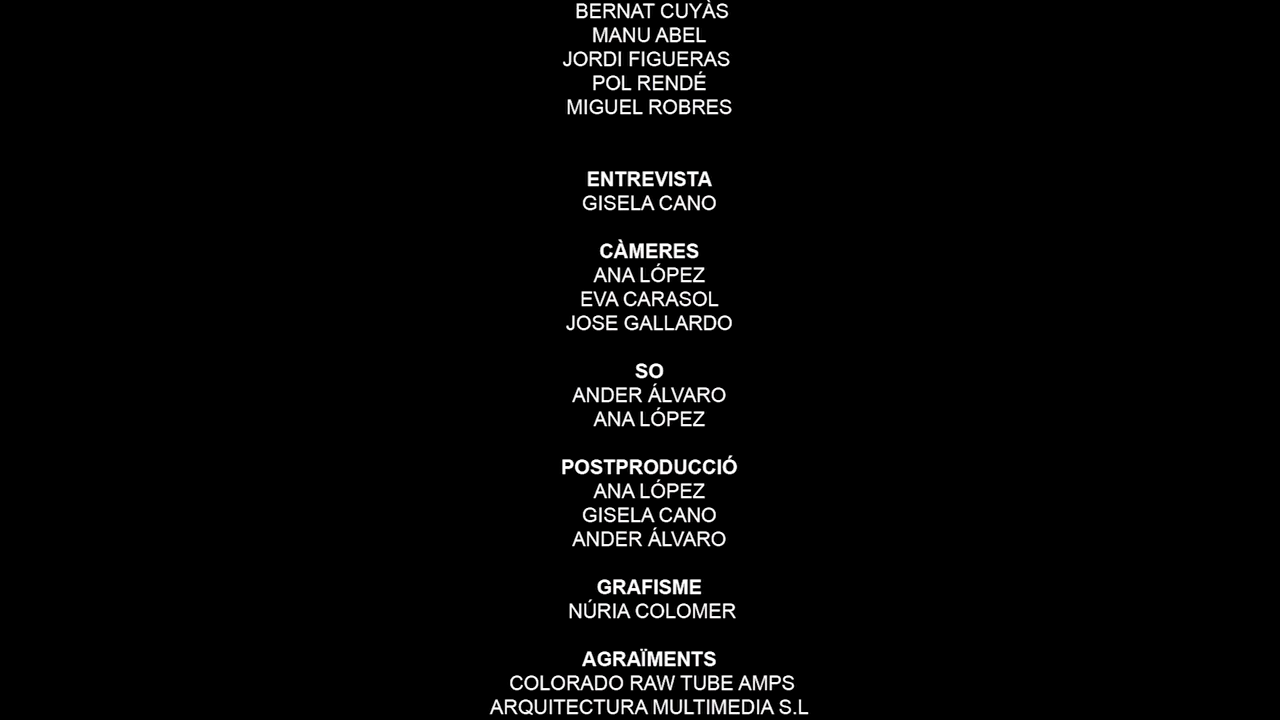 BERNAT CUYÀS
MANU ABEL
JORDI FIGUERAS
POL RENDÉ
MIGUEL ROBRES
ENTREVISTA
GISELA CANO
CÀMERES
ANA LÓPEZ
EVA CARASOL
JOSE GALLARDO
SO
ANDER ÁLVARO
ANA LÓPEZ
POSTPRODUCCIÓ
ANA LÓPEZ
GISELA CANO
ANDER ÁLVARO
GRAFISME
NÚRIA COLOMER
AGRAÏMENTS
COLORADO RAW TUBE AMPS
ARQUITECTURA MULTIMEDIA S.L